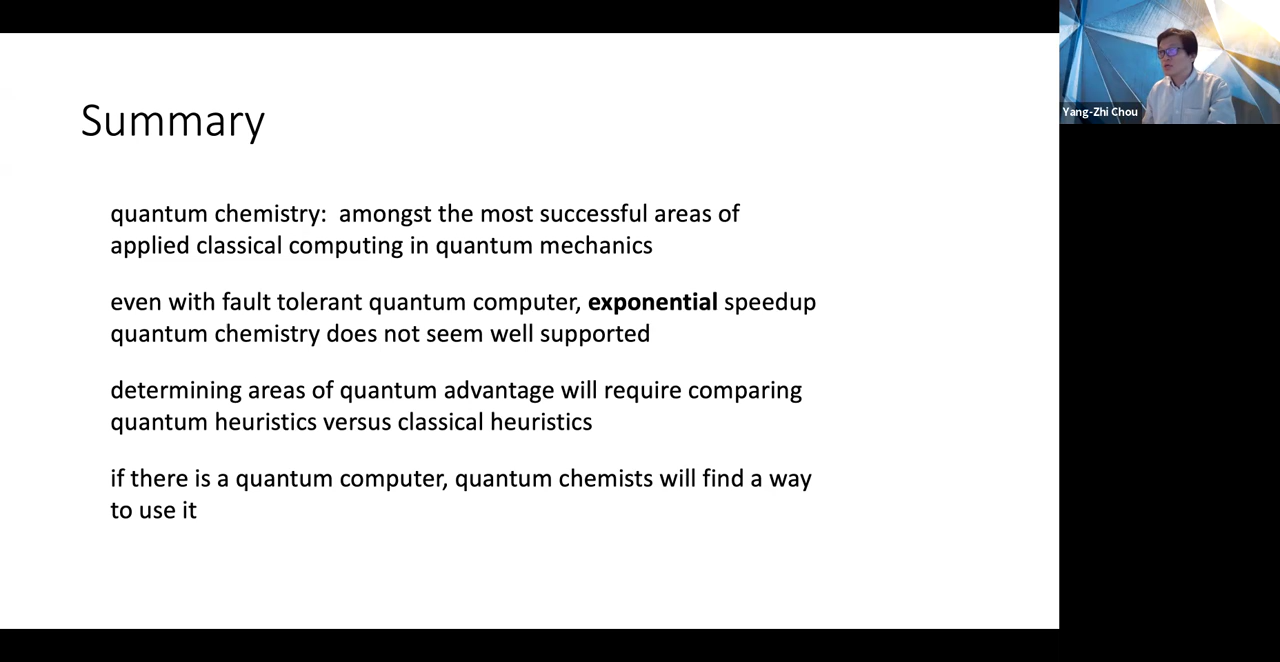 Summary
quantum chemistry:  amongst the most successful areas of
applied classical computing in quantum mechanics
even with fault tolerant quantum computer, exponential speedup
quantum chemistry does not seem well supported
determining areas of quantum advantage will require comparing
quantum heuristics versus classical heuristics
if there is a quantum computer, quantum chemists will find a way
to use it
Yang-Zhi Chou